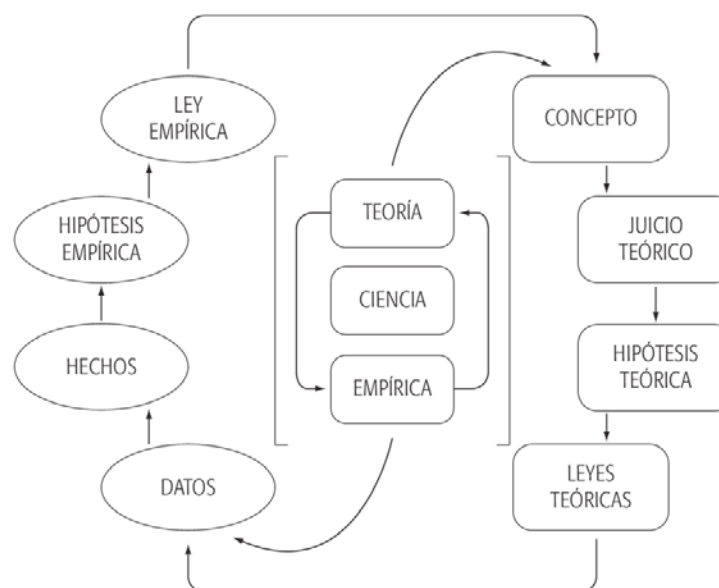 LEY
EMPÍRICA
CONCEPTO
TEORÍA
JUICIO
TEÓRICO
HIPÓTESIS
EMPÍRICA
CIENCIA
HIPÓTESIS
TEÓRICA
HECHOS
EMPÍRICA
LEYES
TEÓRICAS
DATOS